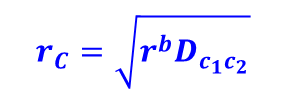 $r_C = \sqrt{r^b D_{c_1 c_2}}$